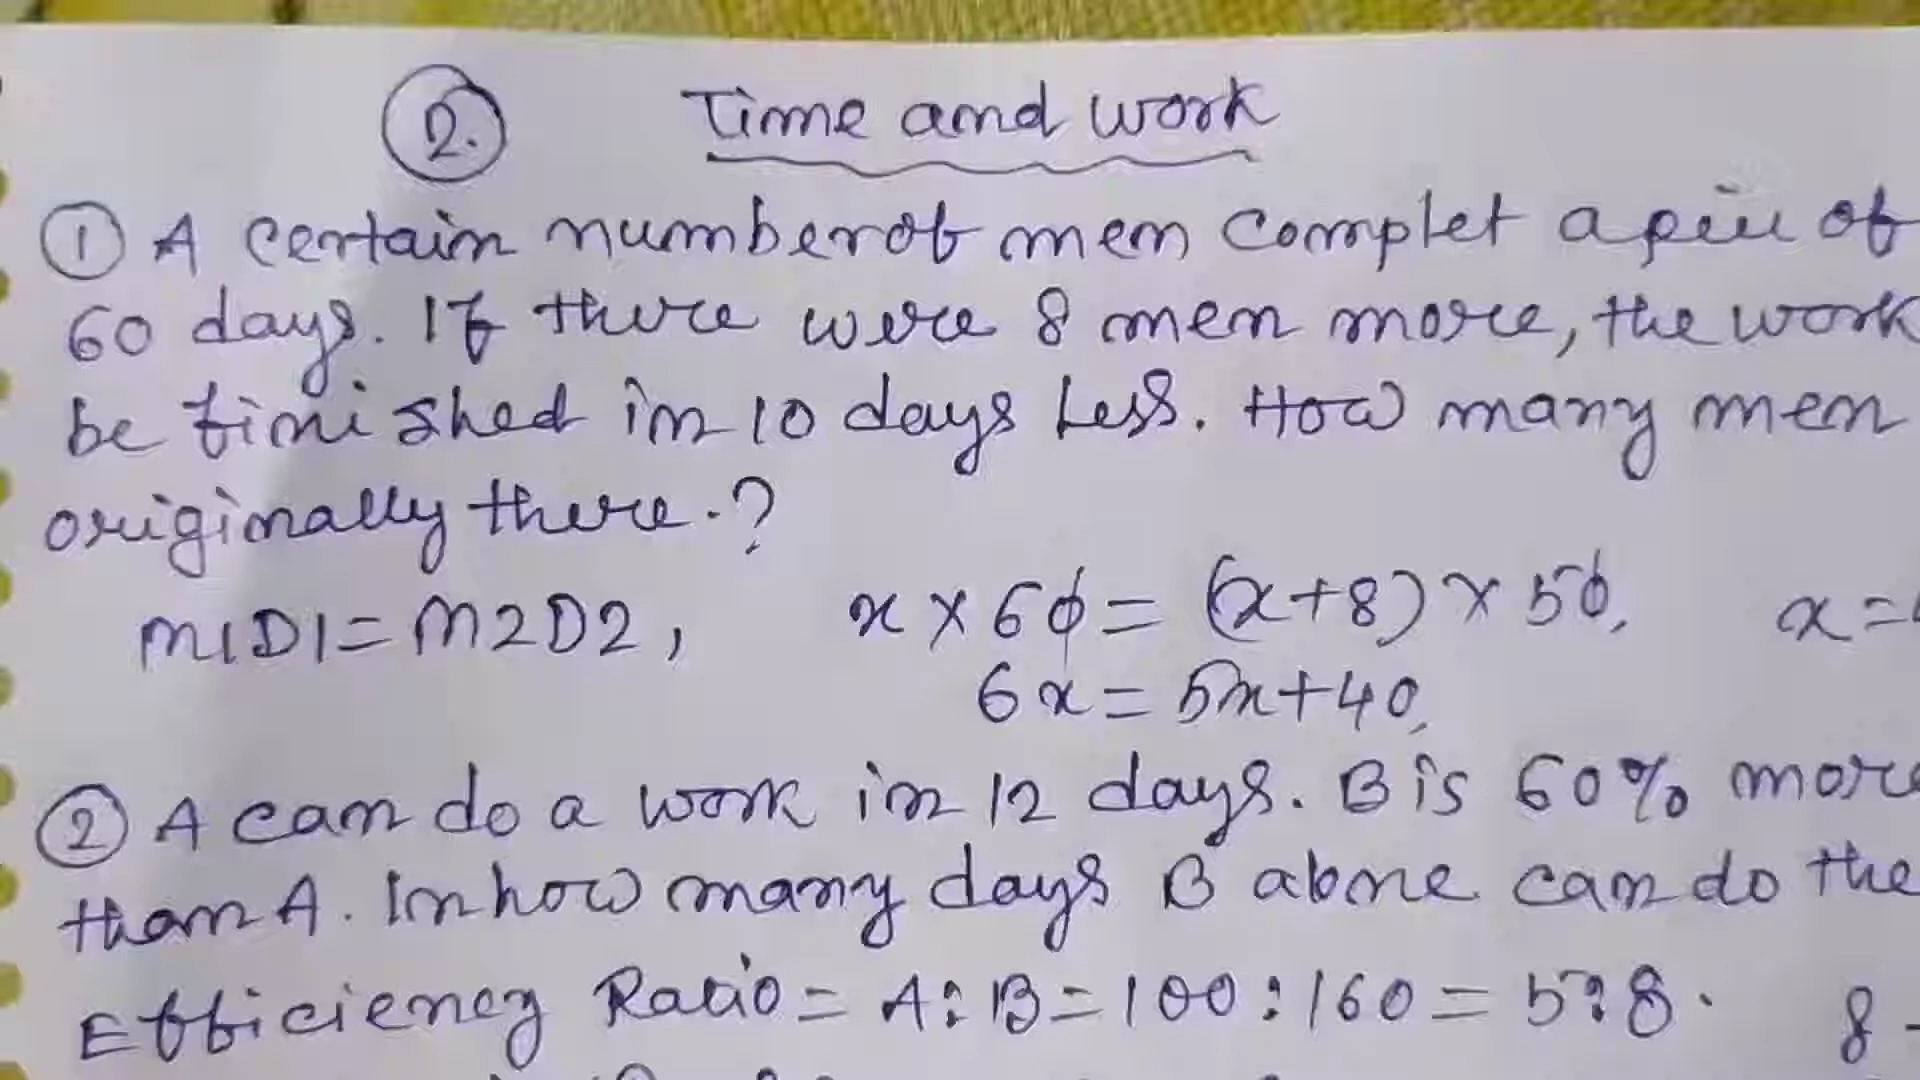 2. Time and work
① A certain number of men complet a piece of
60 days. If there were 8 men more, the work
be finished in 10 days less. How many men
originally there.?
M1D1=M2D2, x×60=(x+8)×50, x=
6x=5x+40,
② A can do a work in 12 days. B is 60% more
than A. In how many days B alone can do the
Efficiency Ratio=A:B=100:160=5:8. 8